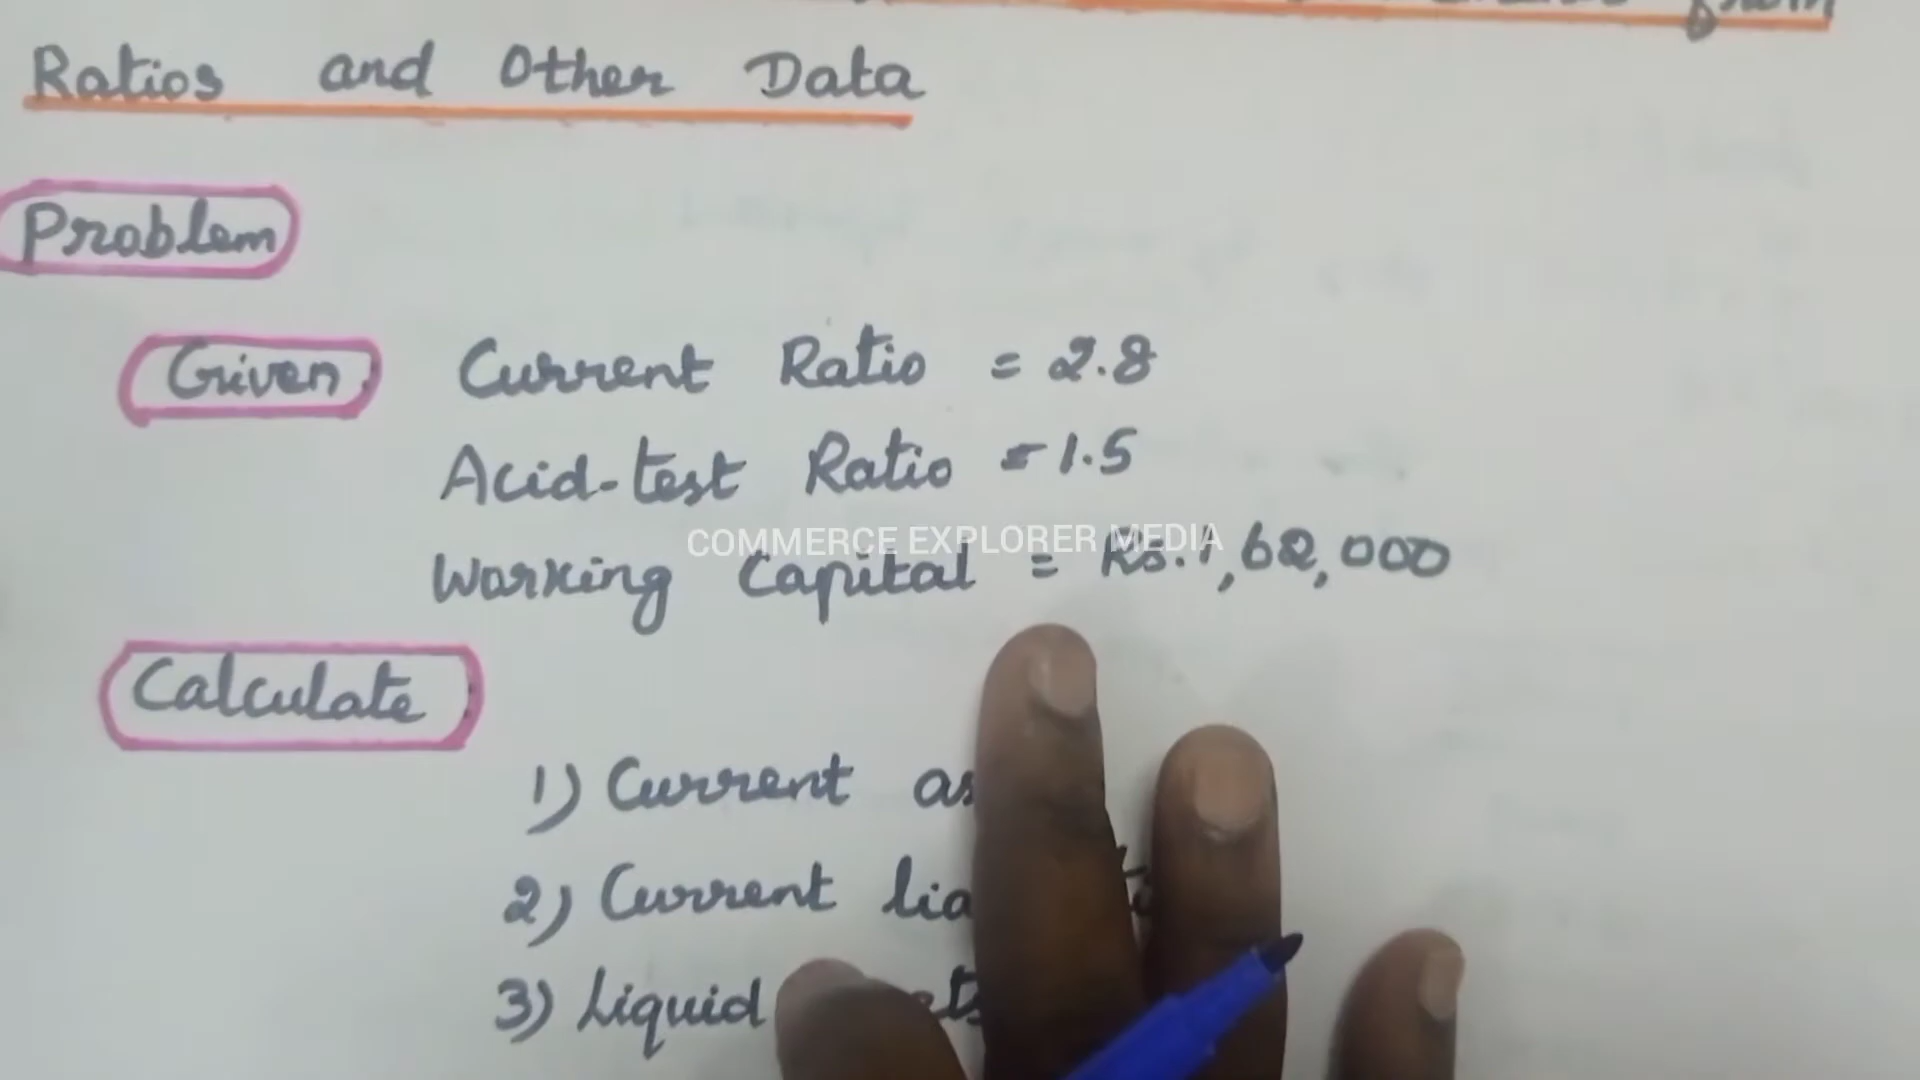 Ratios and Other Data
Problem
Given Current Ratio = 2.8
Acid-test Ratio = 1.5
Working Capital = Rs.1,62,000
COMMERCE EXPLORER MEDIA
Calculate
1) Current
2) Current
3) Liquid